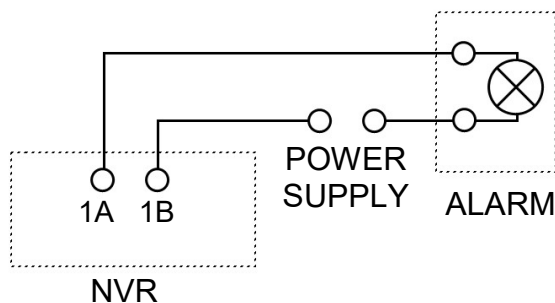 POWER
SUPPLY
ALARM
1A 1B
NVR